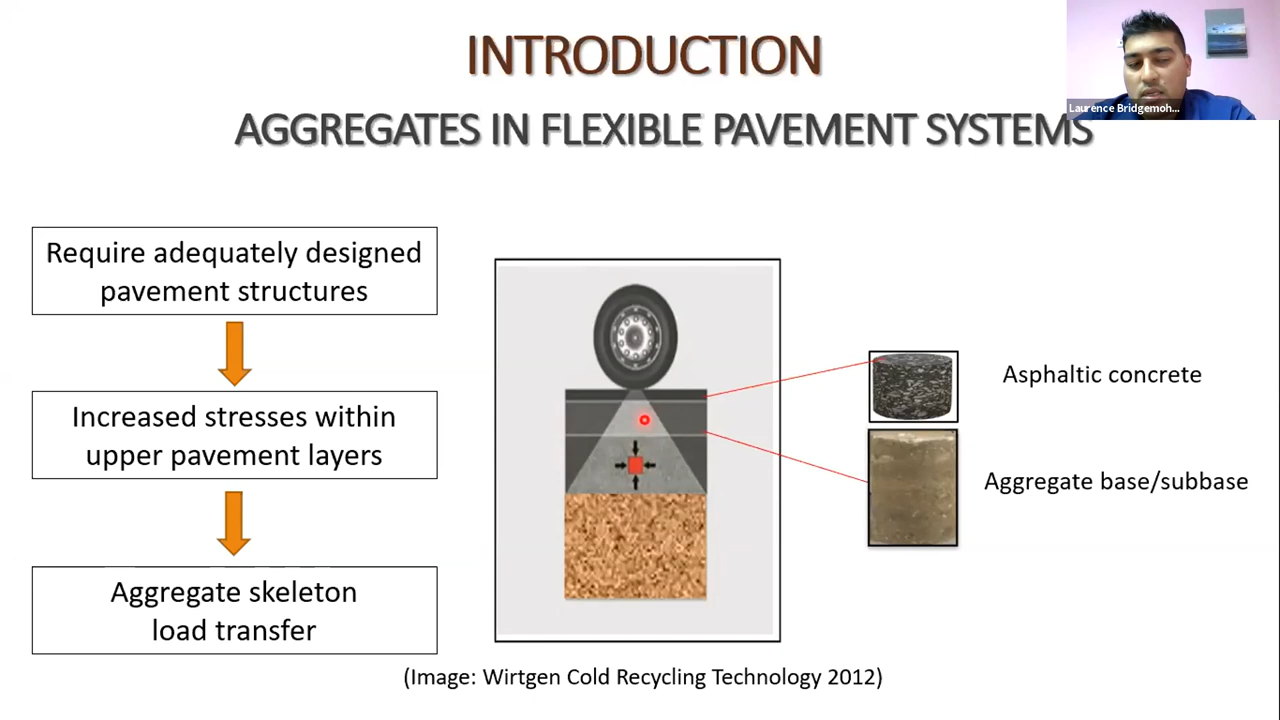 INTRODUCTION
AGGREGATES IN FLEXIBLE PAVEMENT SYSTEMS
Laurence Bridgemoh...
Require adequately designed
pavement structures
Increased stresses within
upper pavement layers
Aggregate skeleton
load transfer
Asphaltic concrete
Aggregate base/subbase
(Image: Wirtgen Cold Recycling Technology 2012)